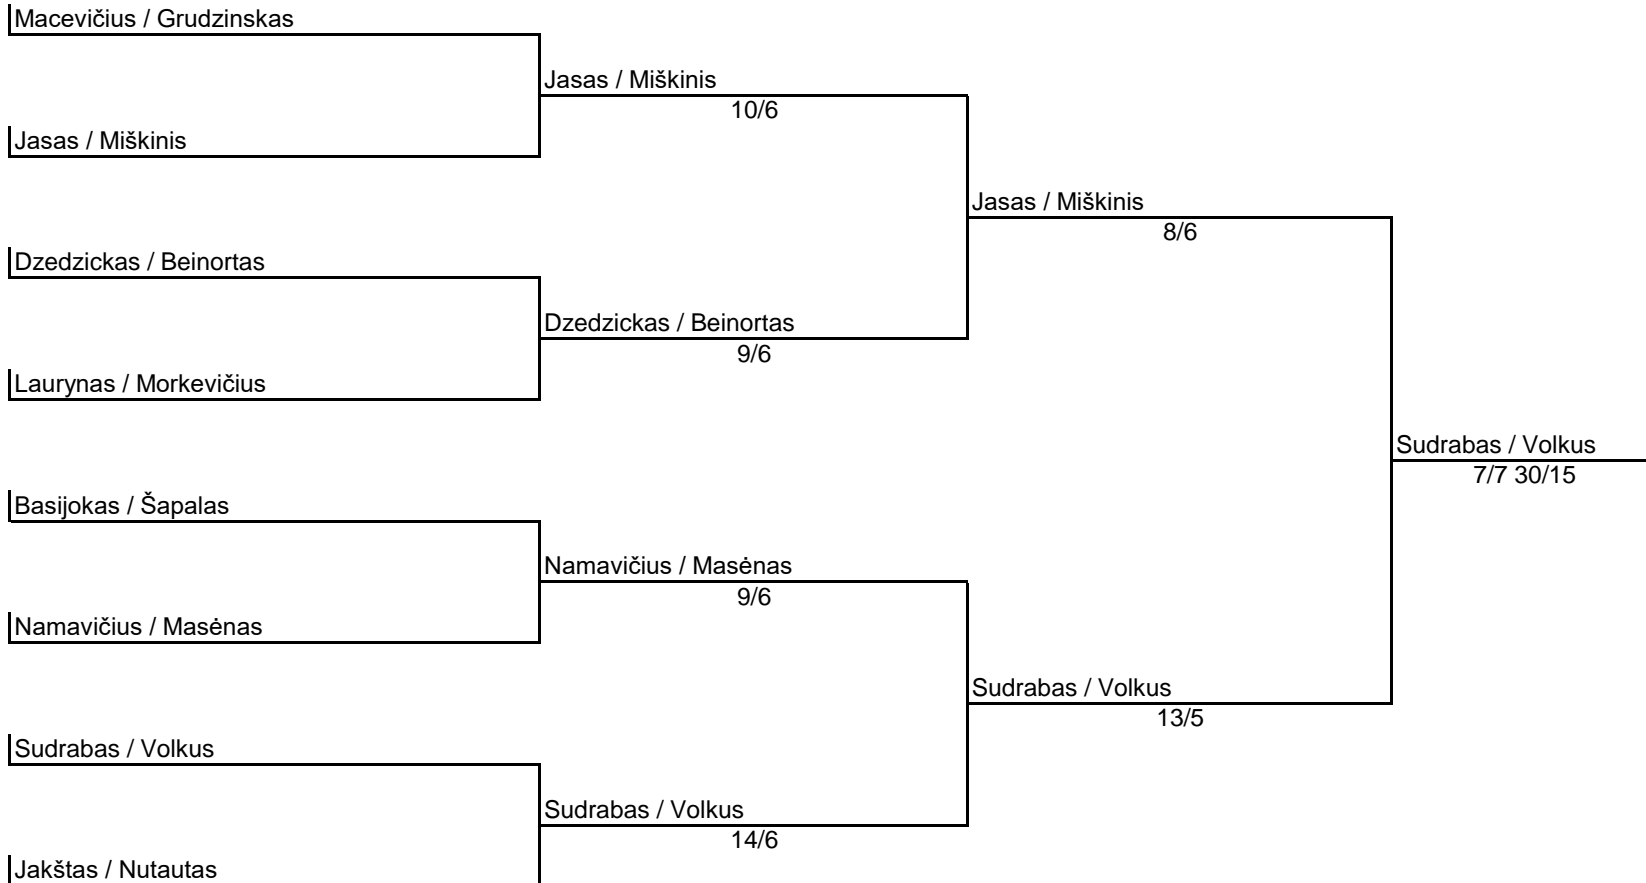 Macevičius / Grudzinskas
Jasas / Miškinis
10/6
Jasas / Miškinis
Jasas / Miškinis
8/6
Dzedzickas / Beinortas
Dzedzickas / Beinortas
9/6
Laurynas / Morkevičius
Sudrabas / Volkus
7/7 30/15
Basijokas / Šapalas
Namavičius / Masėnas
9/6
Namavičius / Masėnas
Sudrabas / Volkus
13/5
Sudrabas / Volkus
Sudrabas / Volkus
14/6
Jakštas / Nutautas